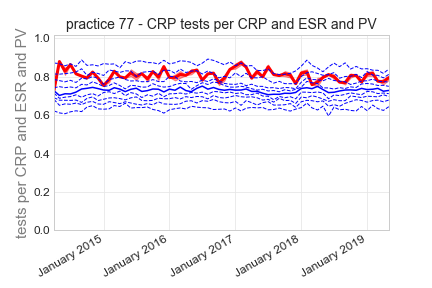 practice 77 - CRP tests per CRP and ESR and PV
tests per CRP and ESR and PV
1.0
0.8
0.6
0.4
0.2
0.0
January 2015
January 2016
January 2017
January 2018
January 2019